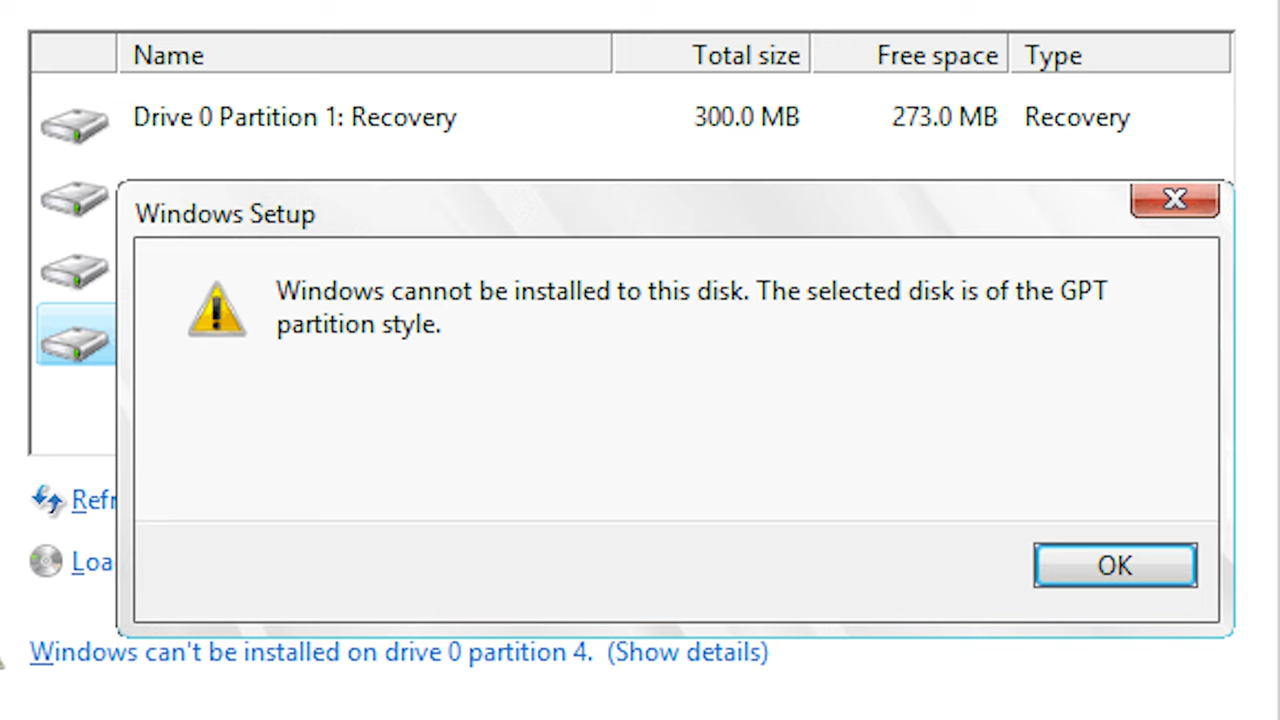 Name Total size Free space Type
Drive 0 Partition 1: Recovery 300.0 MB 273.0 MB Recovery
Windows Setup
X
Windows cannot be installed to this disk. The selected disk is of the GPT
partition style.
Refr
Loa
OK
Windows can't be installed on drive 0 partition 4. (Show details)